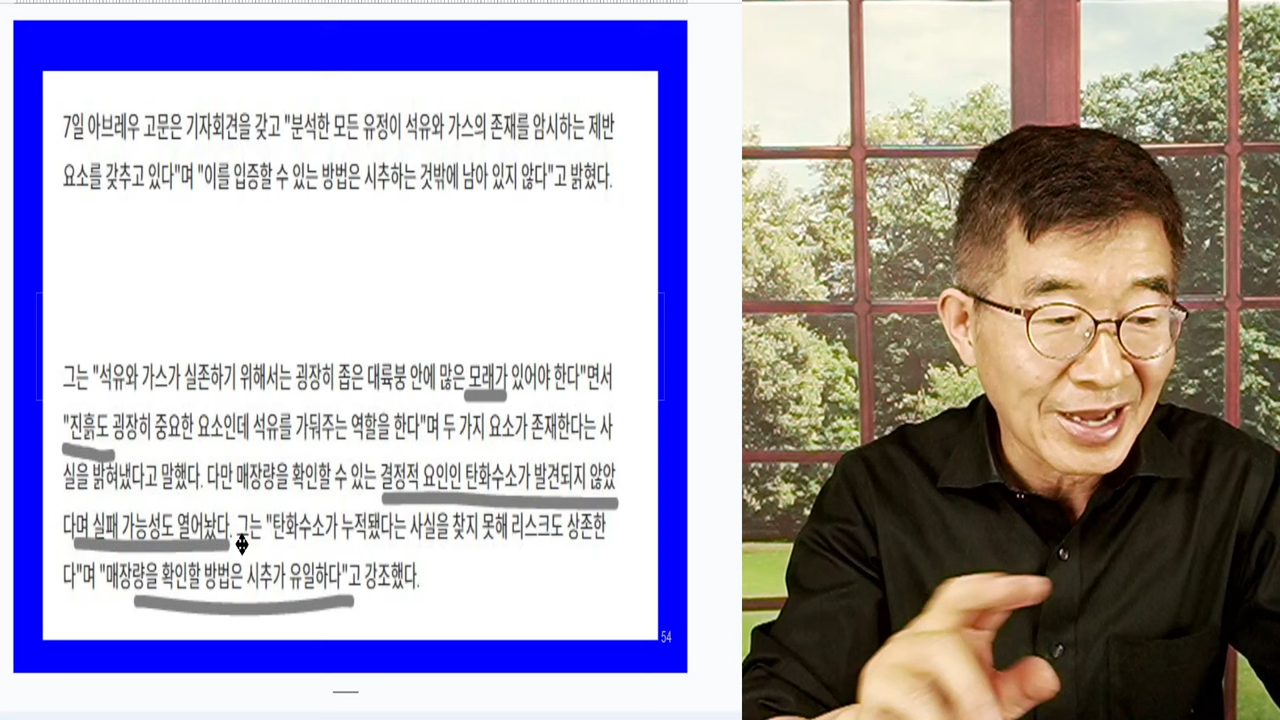 7일 아브레우 고문은 기자회견을 갖고 "분석한 모든 유정이 석유와 가스의 존재를 암시하는 제반
요소를 갖추고 있다"며 "이를 입증할 수 있는 방법은 시추하는 것밖에 남아 있지 않다"고 밝혔다.
그는 "석유와 가스가 실존하기 위해서는 굉장히 좁은 대륙붕 안에 많은 모래가 있어야 한다"면서
"진흙도 굉장히 중요한 요소인데 석유를 가둬주는 역할을 한다"며 두 가지 요소가 존재한다는 사
실을 밝혀냈다고 말했다. 다만 매장량을 확인할 수 있는 결정적 요인인 탄화수소가 발견되지 않았
다며 실패 가능성도 열어놨다. 그는 "탄화수소가 누적됐다는 사실을 찾지 못해 리스크도 상존한
다"며 "매장량을 확인할 방법은 시추가 유일하다"고 강조했다.
54